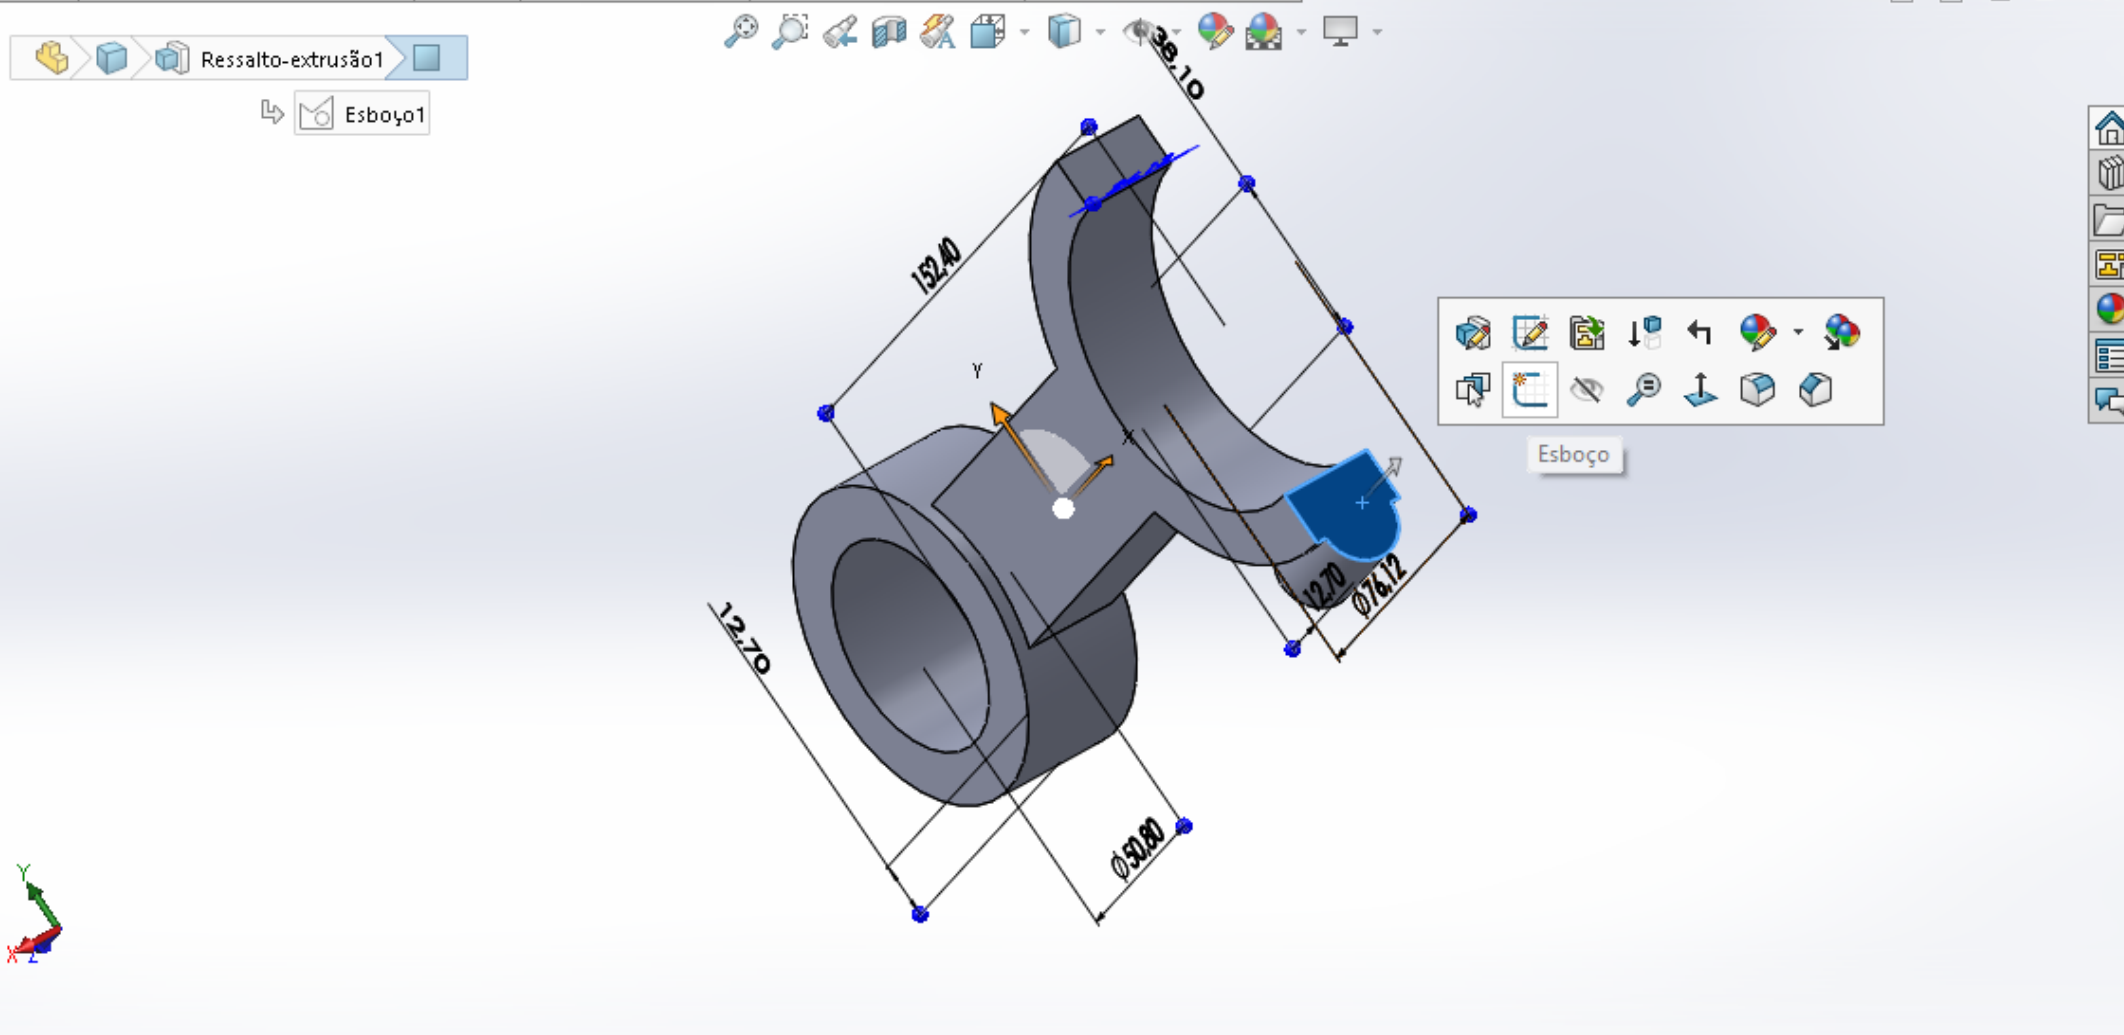 Ressalto-extrusão1
Esboço1
38,10
152,40
Y
X
Esboço
12,70
Ø76,12
12,70
Ø50,80
Y
X
Z